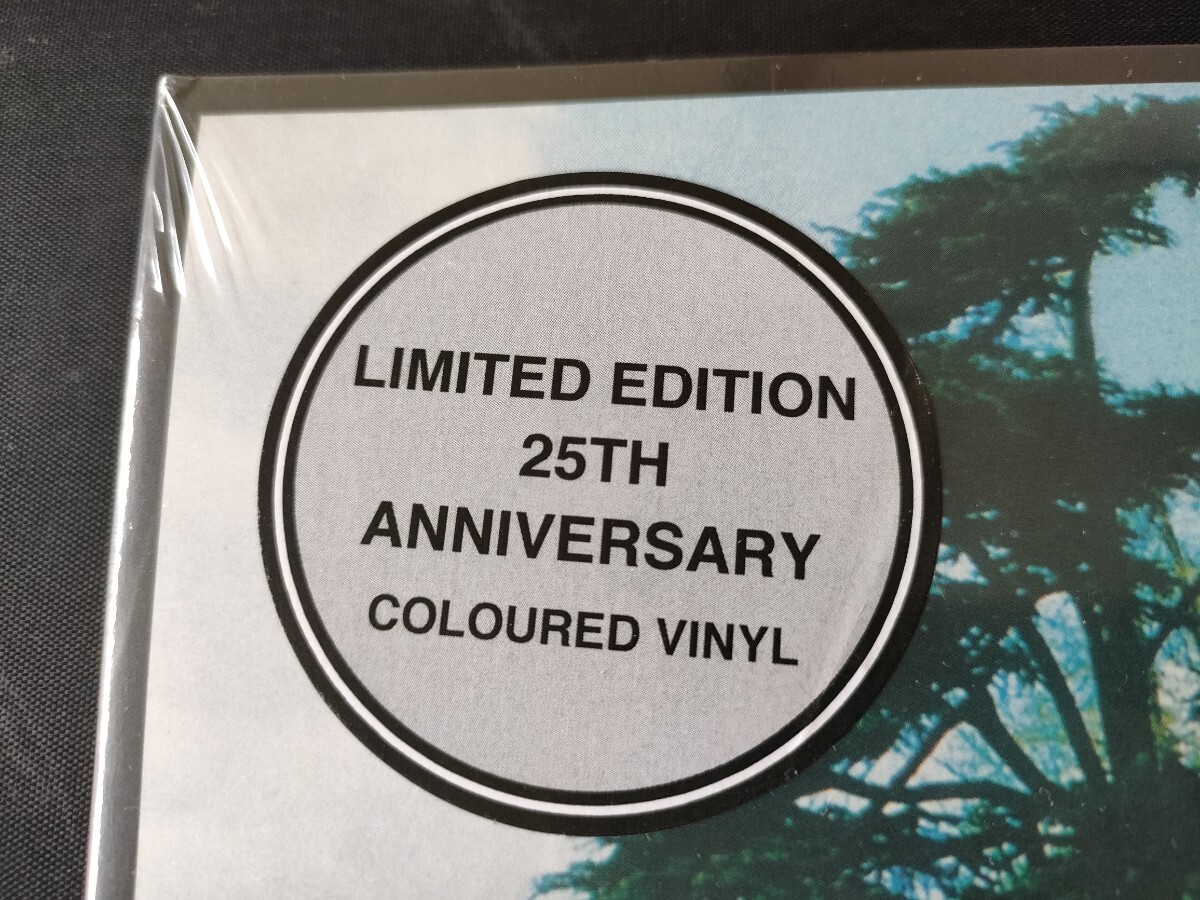 LIMITED EDITION
25TH
ANNIVERSARY
COLOURED VINYL